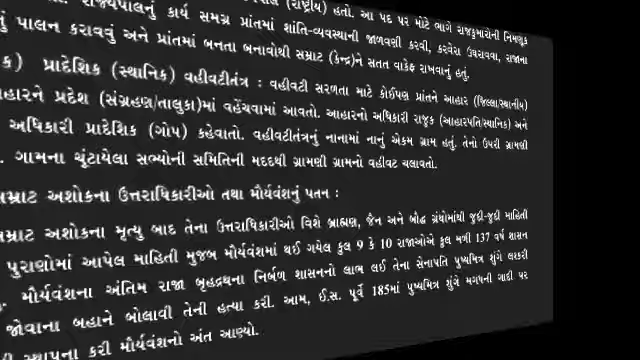 રાજ્યપાલનું કાર્ય સમગ્ર પ્રાંતમાં શાંતિ-વ્યવસ્થાની જાળવણી કરવી, કરવેરા ઉઘરાવવા, રાજાના
(રાષ્ટ્રીય) હતો. આ પદ પર મોટે ભાગે રાજકુમારોની નિમણૂક
પાલન કરાવવું અને પ્રાંતમાં બનતા બનાવોથી સમ્રાટ (કેન્દ્ર)ને સતત વાકેફ રાખવાનું હતું.
ક) પ્રાદેશિક (સ્થાનિક) વહીવટીતંત્ર : વહીવટી સરળતા માટે કોઈપણ પ્રાંતને આહાર (જિલ્લા/સ્થાનીય)
આહારને પ્રદેશ (સંગ્રહણ/તાલુકા)માં વહેંચવામાં આવતો. આહારનો અધિકારી રાજુક (આહારપતિ/સ્થાનિક) અને
અધિકારી પ્રાદેશિક (ગોપ) કહેવાતો. વહીવટીતંત્રનું નાનામાં નાનું એકમ ગ્રામ હતું. તેનો ઉપરી ગ્રામણી
. ગામના ચૂંટાયેલા સભ્યોની સમિતિની મદદથી ગ્રામણી ગ્રામનો વહીવટ ચલાવતો.
સમ્રાટ અશોકના ઉત્તરાધિકારીઓ તથા મૌર્યવંશનું પતન :
સમ્રાટ અશોકના મૃત્યુ બાદ તેના ઉત્તરાધિકારીઓ વિશે બ્રાહ્મણ, જૈન અને બૌદ્ધ ગ્રંથોમાંથી જુદી-જુદી માહિતી
પુરાણોમાં આપેલ માહિતી મુજબ મૌર્યવંશમાં થઈ ગયેલ કુલ 9 કે 10 રાજાઓએ કુલ મળી 137 વર્ષ શાસન
. મૌર્યવંશના અંતિમ રાજા બૃહદ્રથના નિર્બળ શાસનનો લાભ લઈ તેના સેનાપતિ પુષ્યમિત્ર શુંગે લશ્કરી
જોવાના બહાને બોલાવી તેની હત્યા કરી. આમ, ઈ.સ. પૂર્વે 185માં પુષ્યમિત્ર શુંગે મગધની ગાદી પર
સ્થાપના કરી મૌર્યવંશનો અંત આણ્યો.